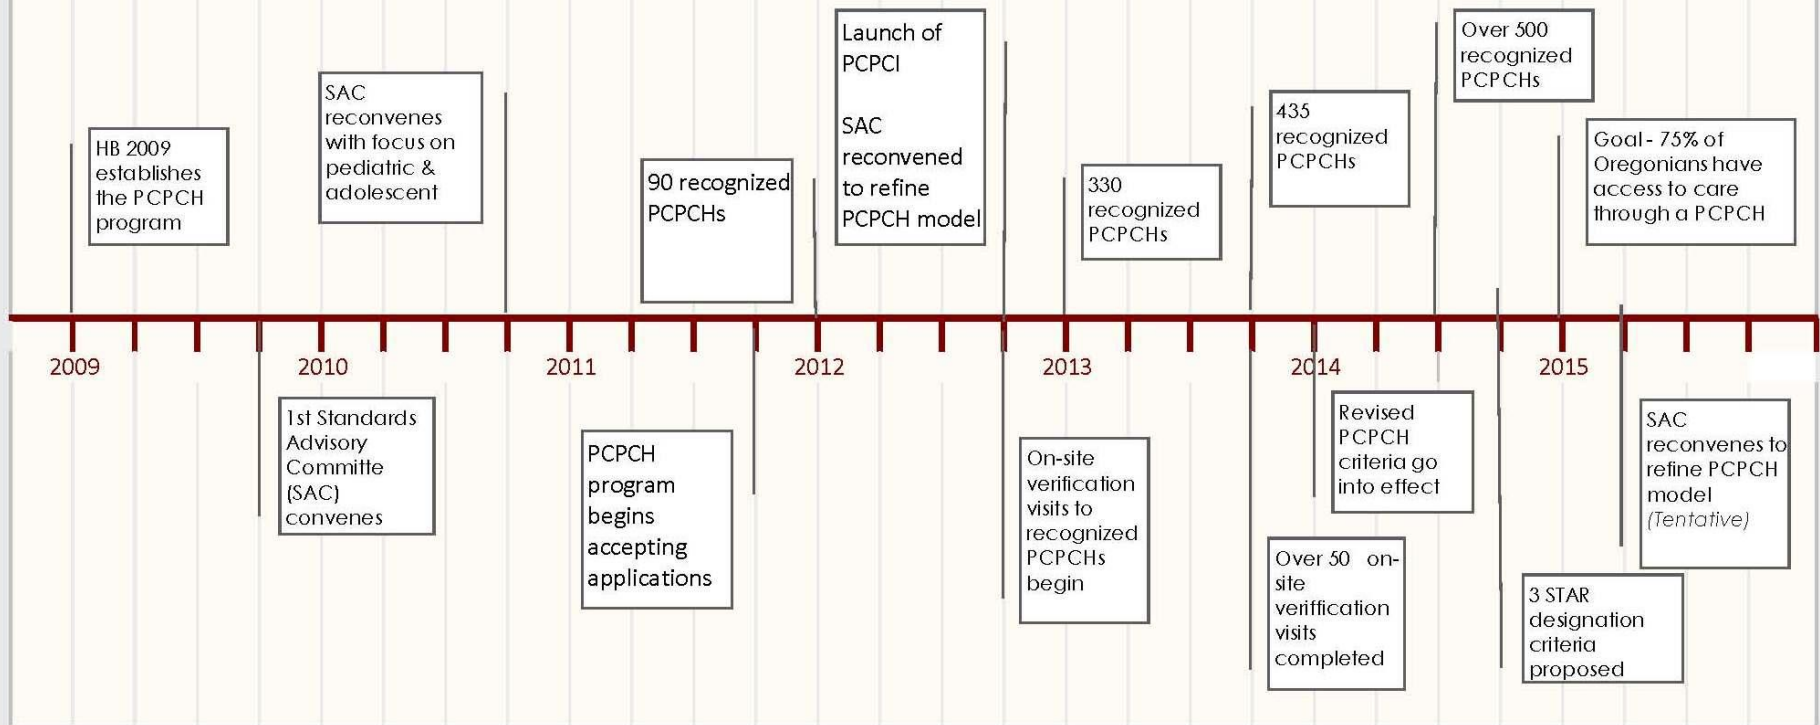 HB 2009
establishes
the PCPCH
program
SAC
reconvenes
with focus on
pediatric &
adolescent
90 recognized
PCPCHs
Launch of
PCPCI
SAC
reconvened
to refine
PCPCH model
330
recognized
PCPCHs
435
recognized
PCPCHs
Over 500
recognized
PCPCHs
Goal - 75% of
Oregonians have
access to care
through a PCPCH
2009
2010
2011
2012
2013
2014
2015
1st Standards
Advisory
Committe
(SAC)
convenes
PCPCH
program
begins
accepting
applications
On-site
verification
visits to
recognized
PCPCHs
begin
Over 50 on-
site
veriffication
visits
completed
Revised
PCPCH
criteria go
into effect
3 STAR
designation
criteria
proposed
SAC
reconvenes to
refine PCPCH
model
(Tentative)